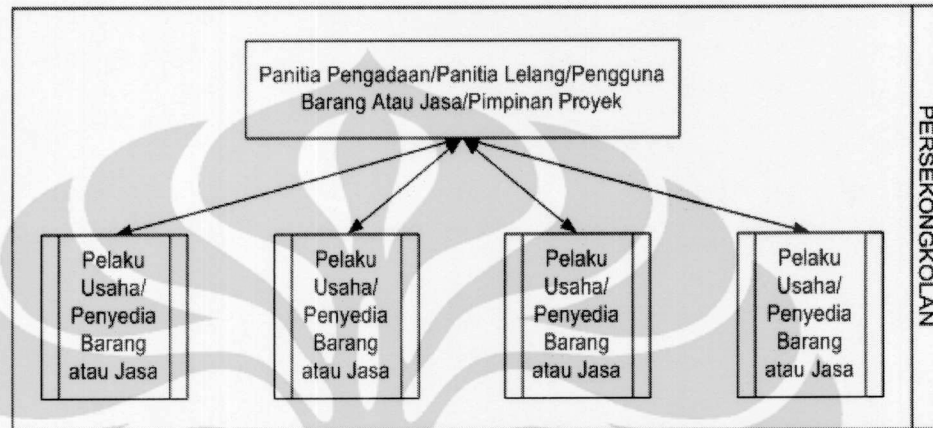 Panitia Pengadaan/Panitia Lelang/Pengguna
Barang Atau Jasa/Pimpinan Proyek
Pelaku
Usaha/
Penyedia
Barang
atau Jasa
Pelaku
Usaha/
Penyedia
Barang
atau Jasa
Pelaku
Usaha/
Penyedia
Barang
atau Jasa
Pelaku
Usaha/
Penyedia
Barang
atau Jasa
PERSEKONGKOLAN